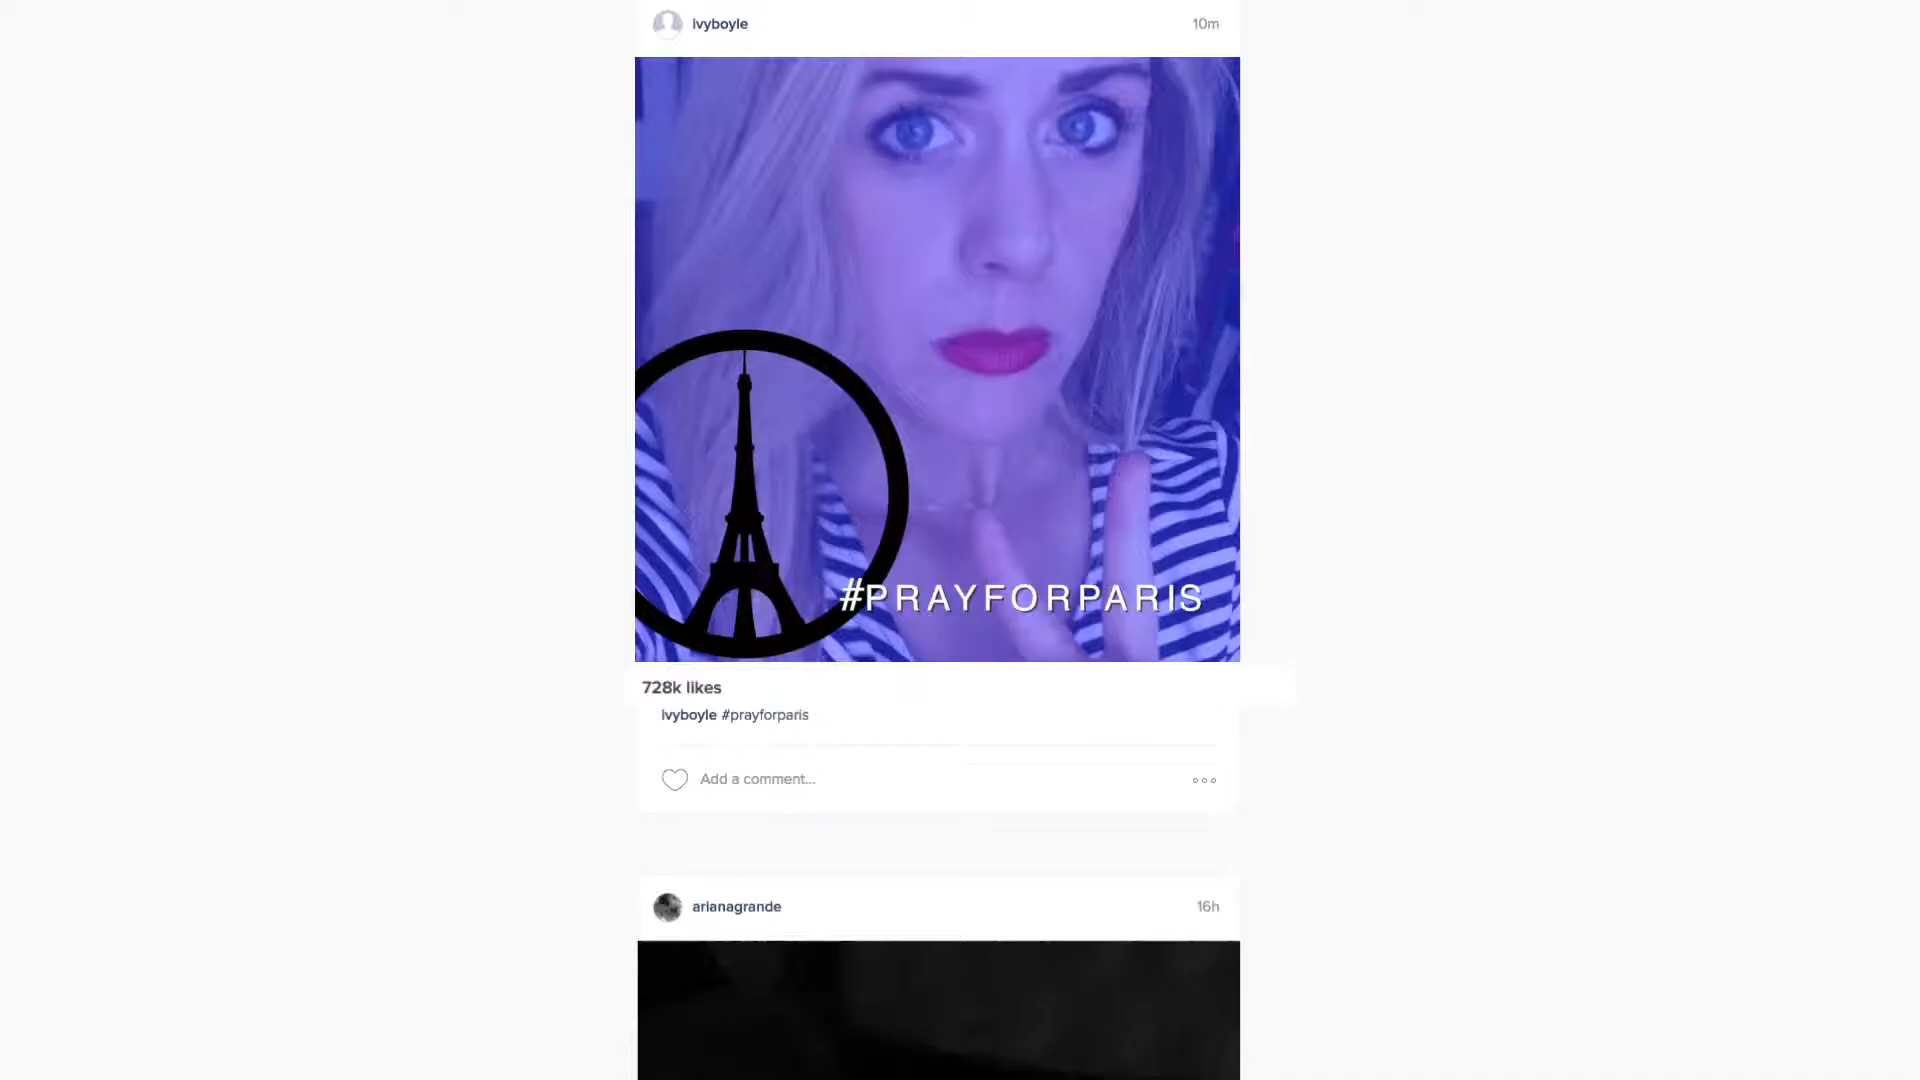 ivyboyle 10m
#PRAYFORPARIS
728k likes
ivyboyle #prayforparis
Add a comment...
arianagrande 16h